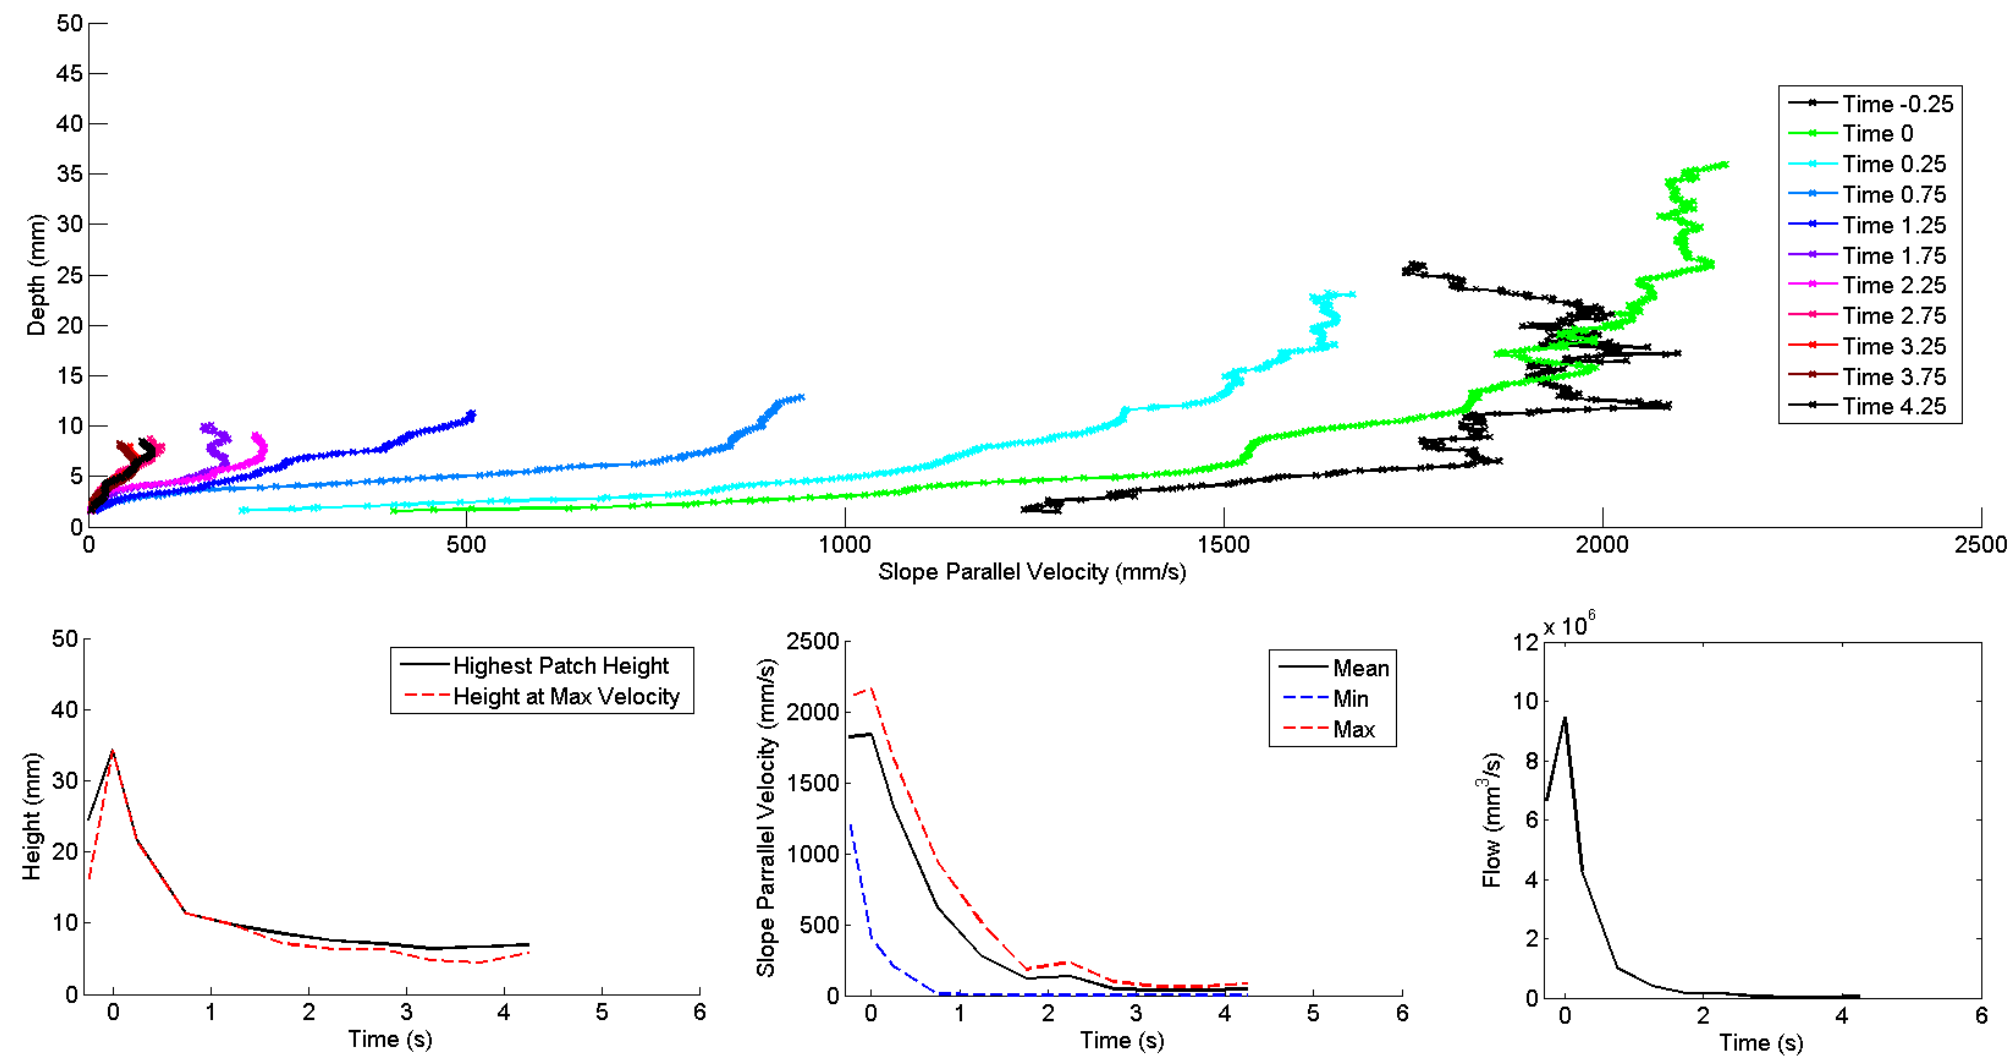 50
45
40
35
30
25
20
15
10
5
0
Depth (mm)
0 500 1000 1500 2000 2500
Slope Parallel Velocity (mm/s)
Time -0.25
Time 0
Time 0.25
Time 0.75
Time 1.25
Time 1.75
Time 2.25
Time 2.75
Time 3.25
Time 3.75
Time 4.25
50
40
30
20
10
0
Height (mm)
Highest Patch Height
Height at Max Velocity
0 1 2 3 4 5 6
Time (s)
2500
2000
1500
1000
500
0
Slope Parrallel Velocity (mm/s)
Mean
Min
Max
0 1 2 3 4 5 6
Time (s)
x 10⁶
12
10
8
6
4
2
0
Flow (mm³/s)
0 2 4 6
Time (s)